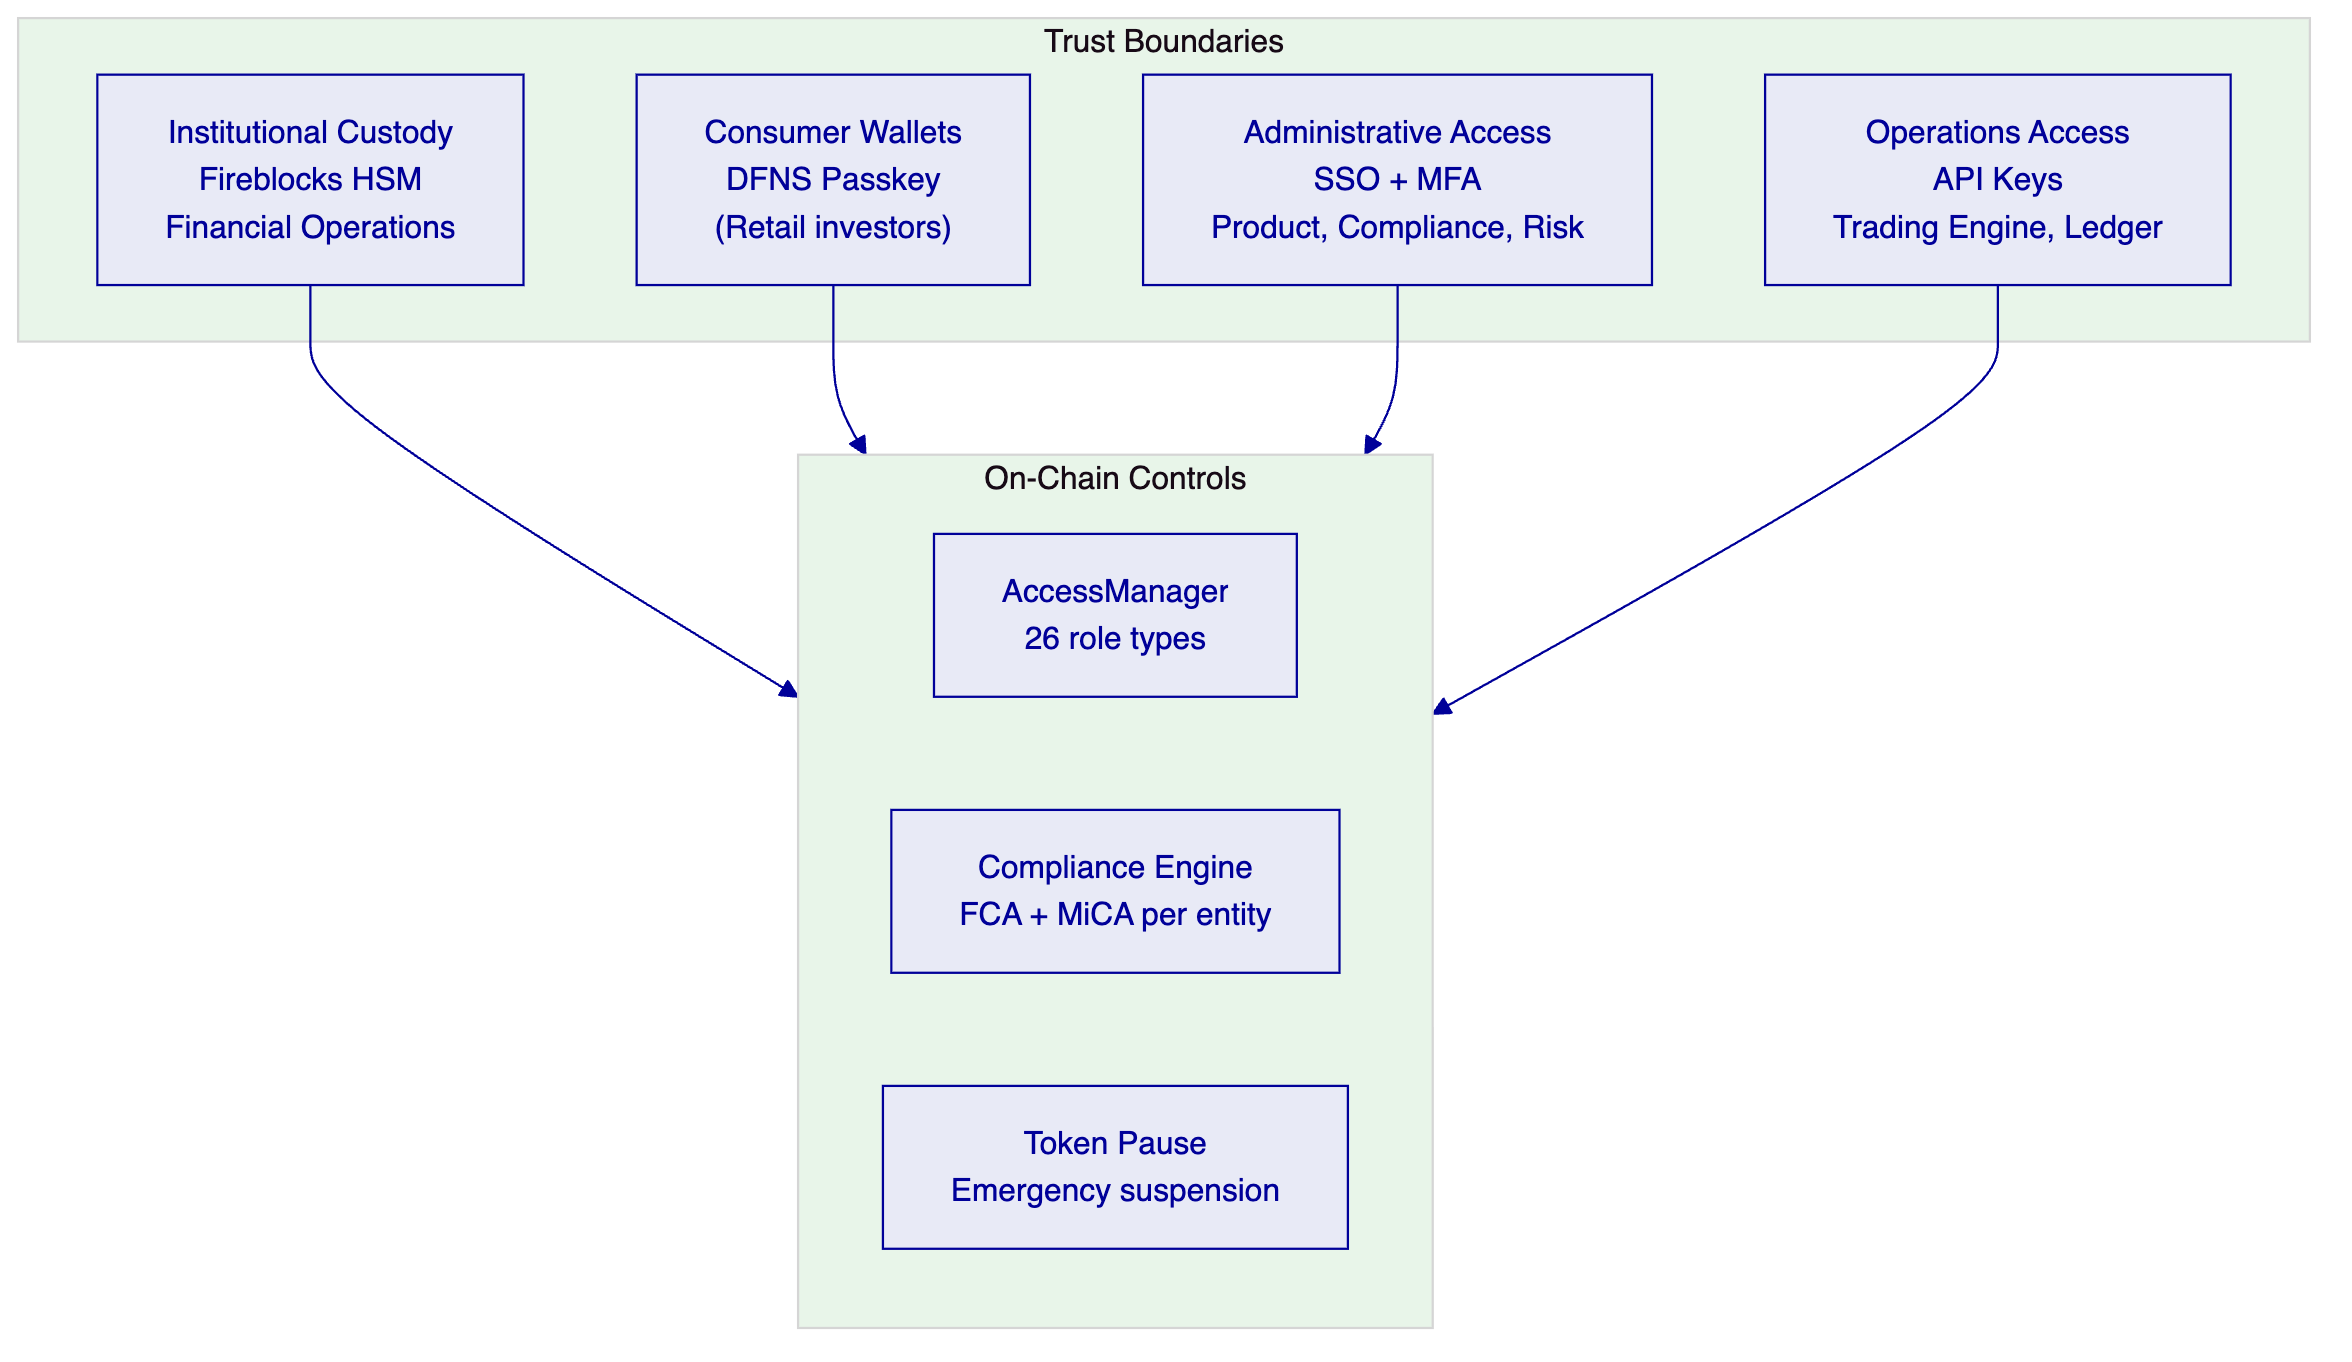 Trust Boundaries
Institutional Custody
Fireblocks HSM
Financial Operations
Consumer Wallets
DFNS Passkey
(Retail investors)
Administrative Access
SSO + MFA
Product, Compliance, Risk
Operations Access
API Keys
Trading Engine, Ledger
On-Chain Controls
AccessManager
26 role types
Compliance Engine
FCA + MiCA per entity
Token Pause
Emergency suspension